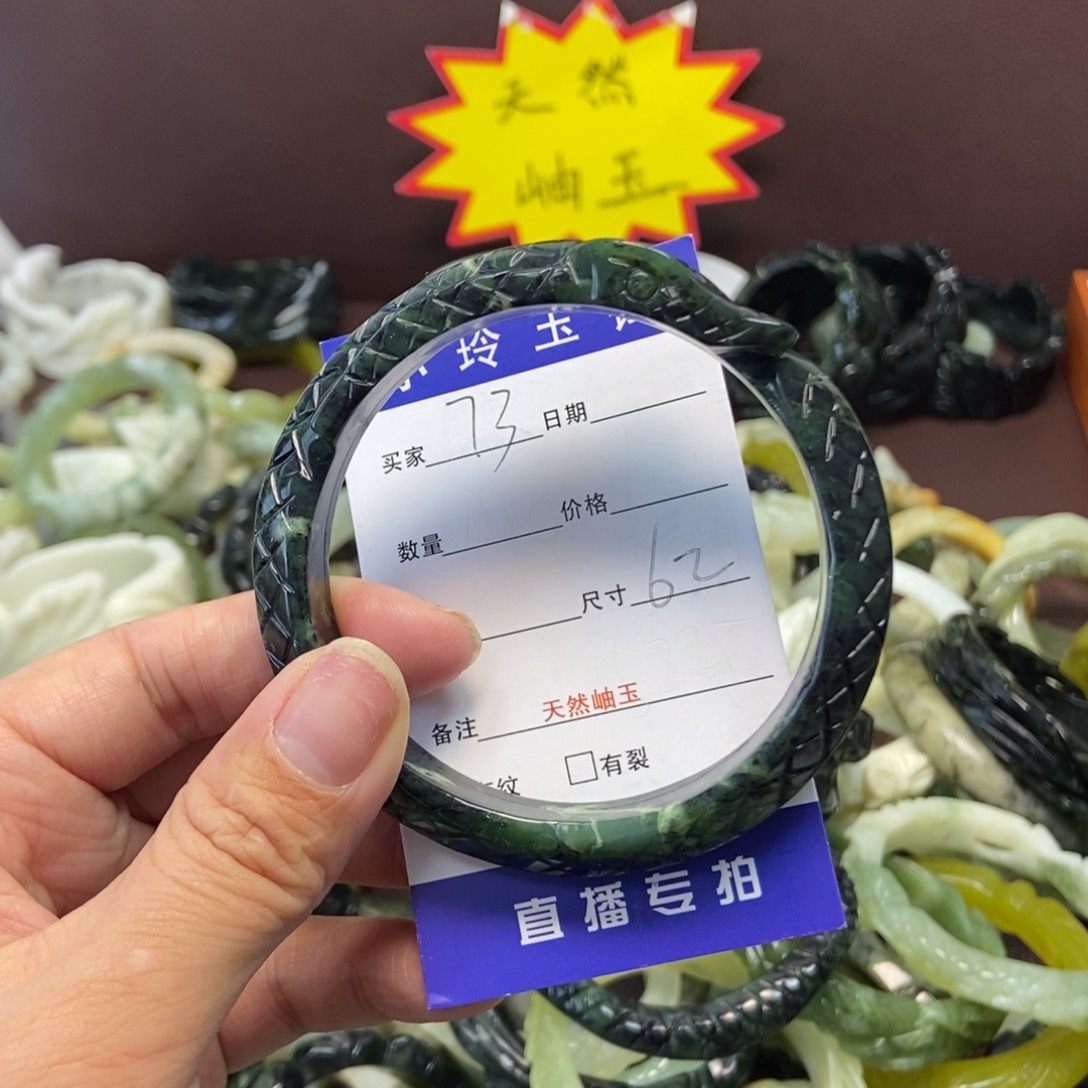 天然
岫玉
玲玉
买家 73 日期
数量 价格
尺寸 62
备注 天然岫玉
纹 □有裂
直播专拍